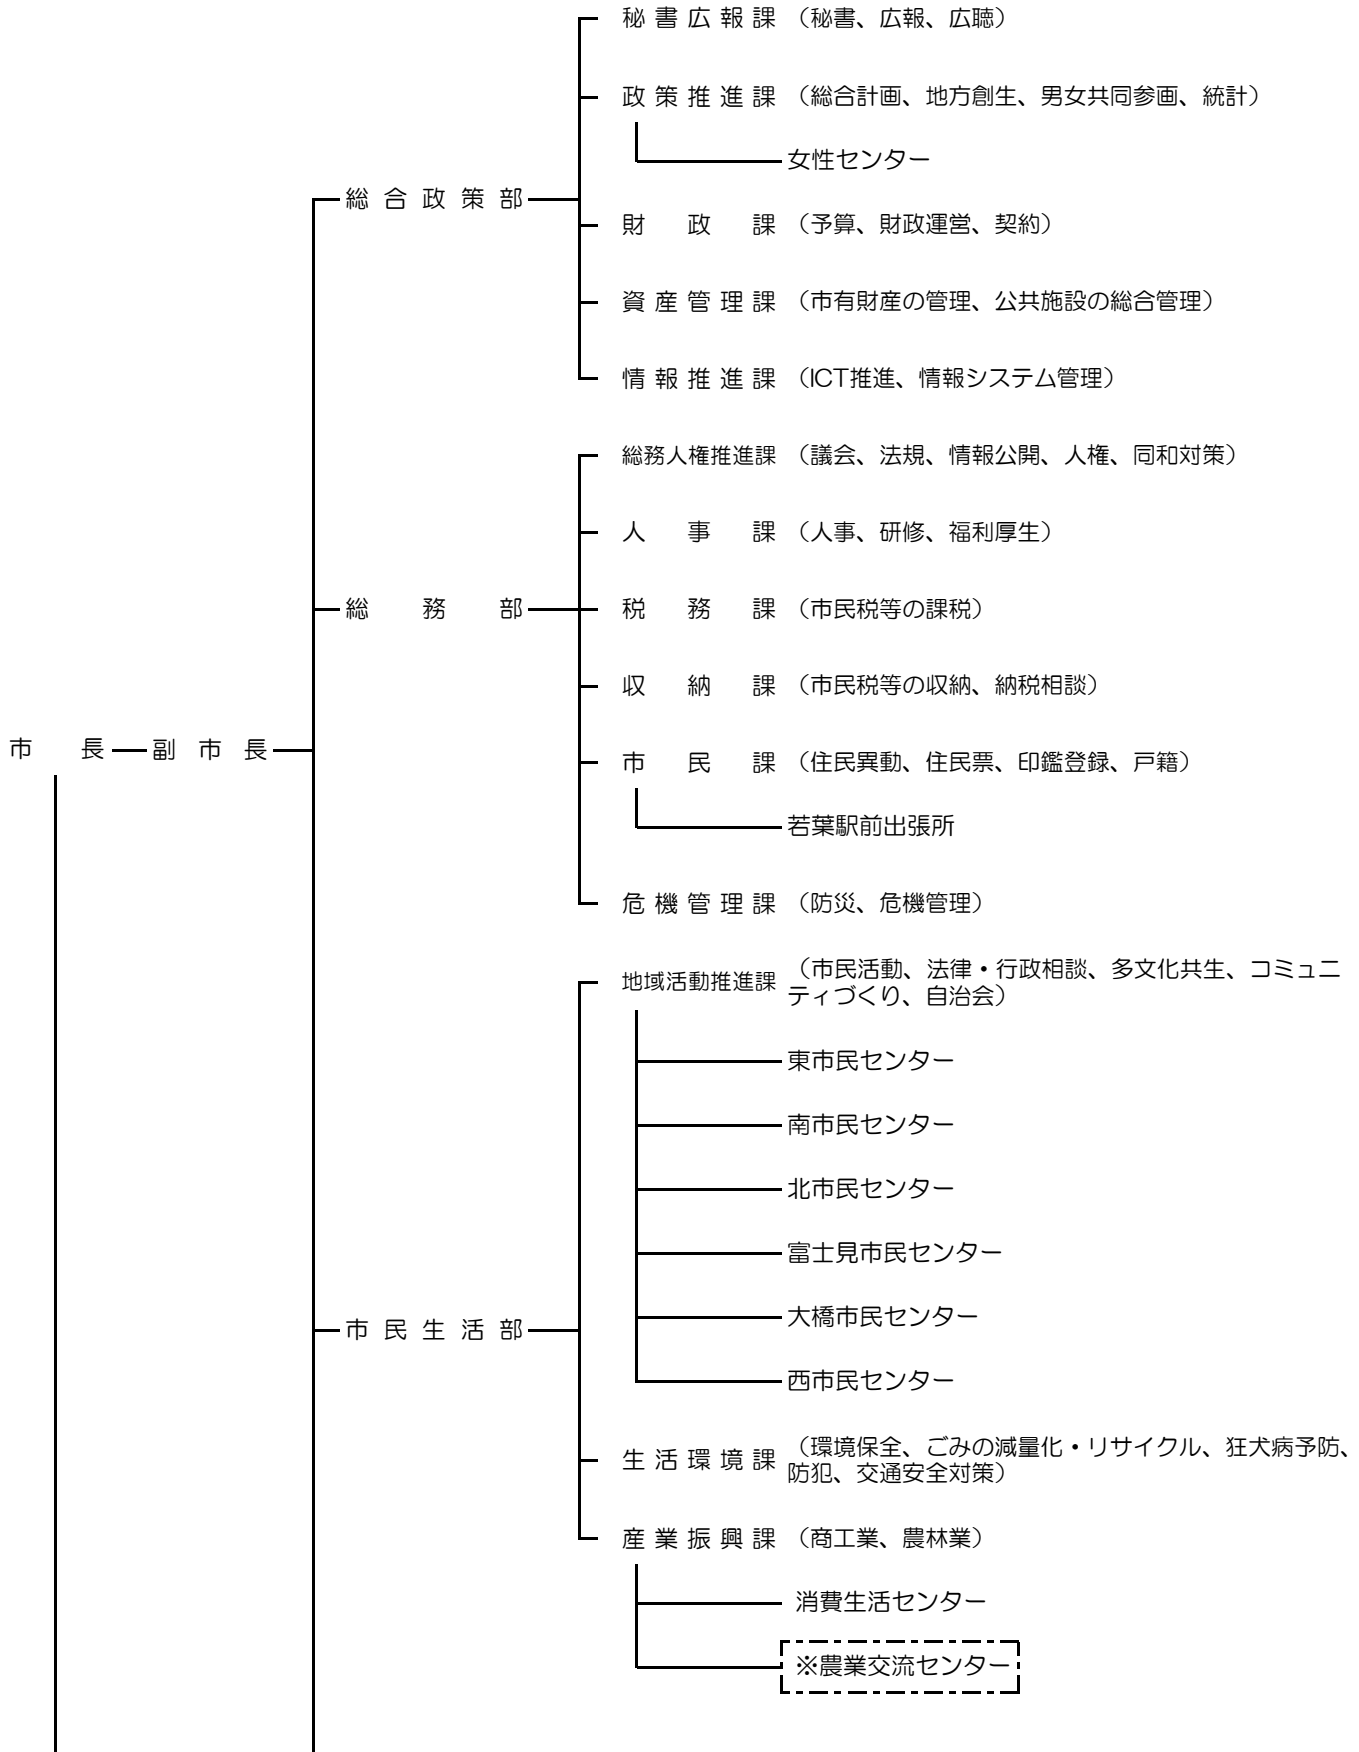 秘書広報課 （秘書、広報、広聴）
政策推進課 （総合計画、地方創生、男女共同参画、統計）
女性センター
総合政策部
財政課 （予算、財政運営、契約）
資産管理課 （市有財産の管理、公共施設の総合管理）
情報推進課 （ICT推進、情報システム管理）
総務人権推進課 （議会、法規、情報公開、人権、同和対策）
人事課 （人事、研修、福利厚生）
総務部
税務課 （市民税等の課税）
収納課 （市民税等の収納、納税相談）
市長
副市長
市民課 （住民異動、住民票、印鑑登録、戸籍）
若葉駅前出張所
危機管理課 （防災、危機管理）
地域活動推進課 （市民活動、法律・行政相談、多文化共生、コミュニ
ティづくり、自治会）
東市民センター
南市民センター
北市民センター
富士見市民センター
大橋市民センター
市民生活部
西市民センター
生活環境課 （環境保全、ごみの減量化・リサイクル、狂犬病予防、
防犯、交通安全対策）
産業振興課 （商工業、農林業）
消費生活センター
※農業交流センター